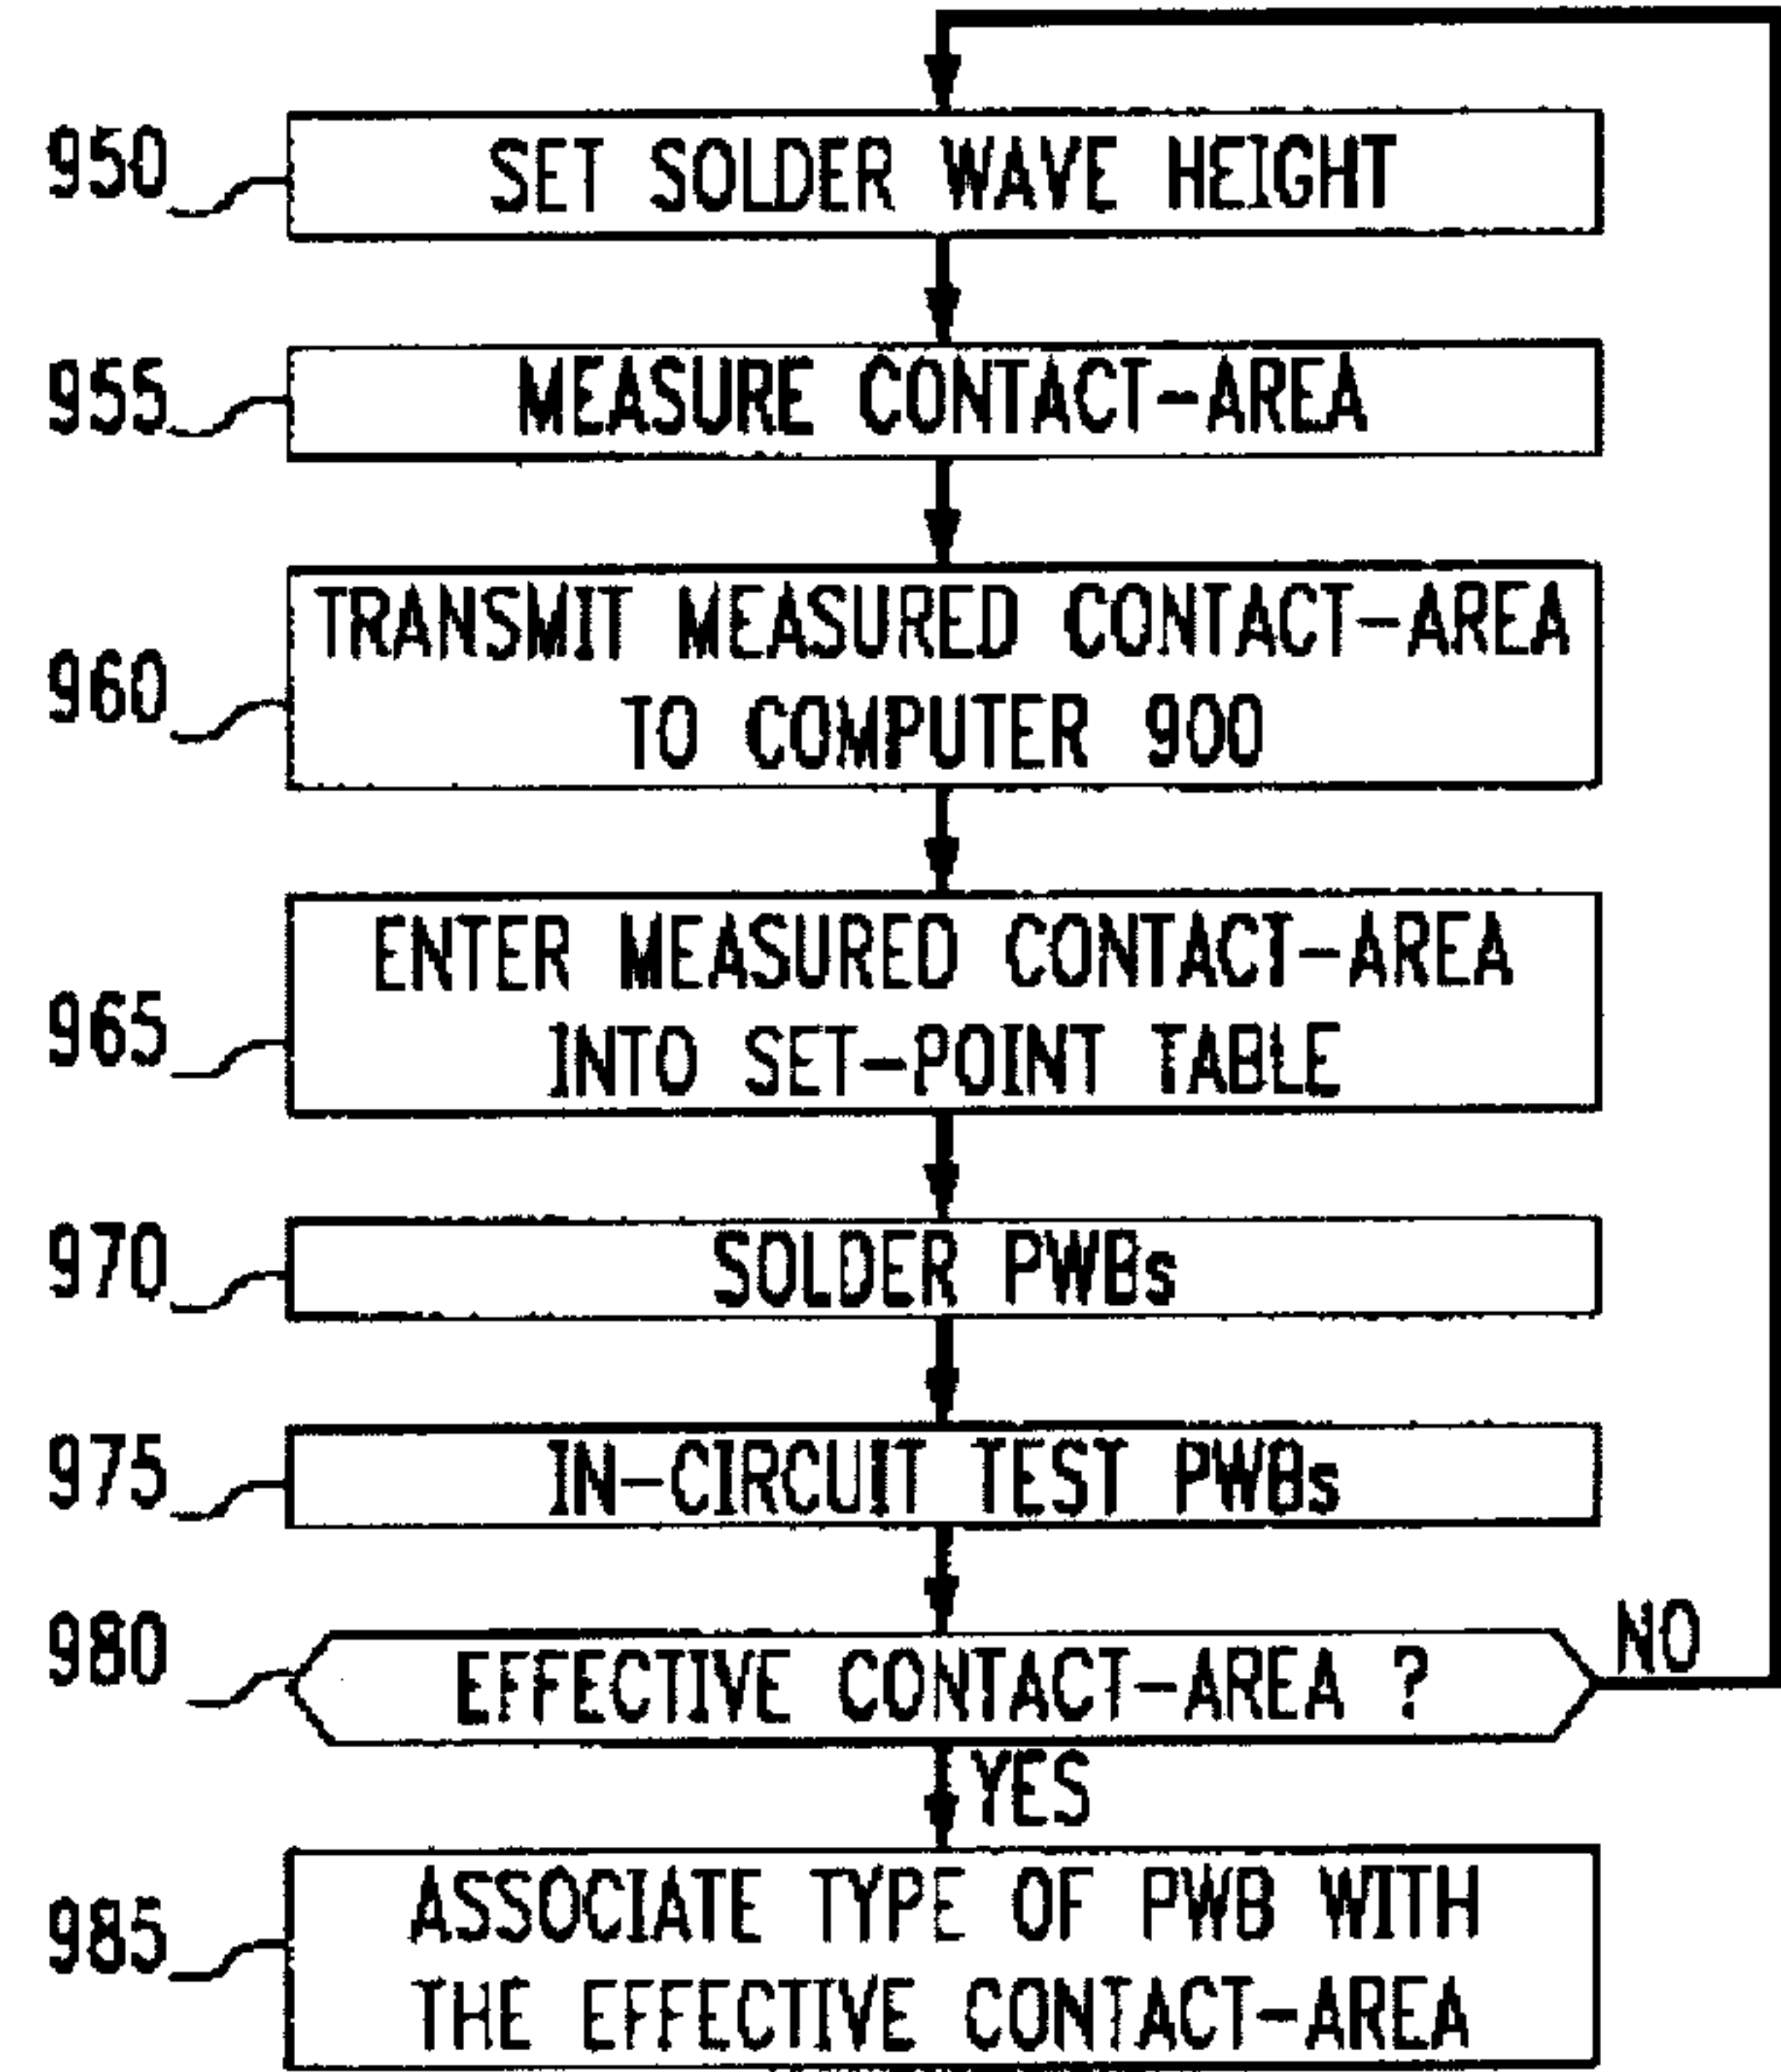 950 SET SOLDER WAVE HEIGHT
955 MEASURE CONTACT-AREA
TRANSMIT MEASURED CONTACT-AREA
960
TO COMPUTER 900
ENTER MEASURED CONTACT-AREA
965
INTO SET-POINT TABLE
970 SOLDER PWBs
975 IN-CIRCUIT TEST PWBs
980 EFFECTIVE CONTACT-AREA ? NO
YES
ASSOCIATE TYPE OF PWB WITH
985
THE EFFECTIVE CONTACT-AREA